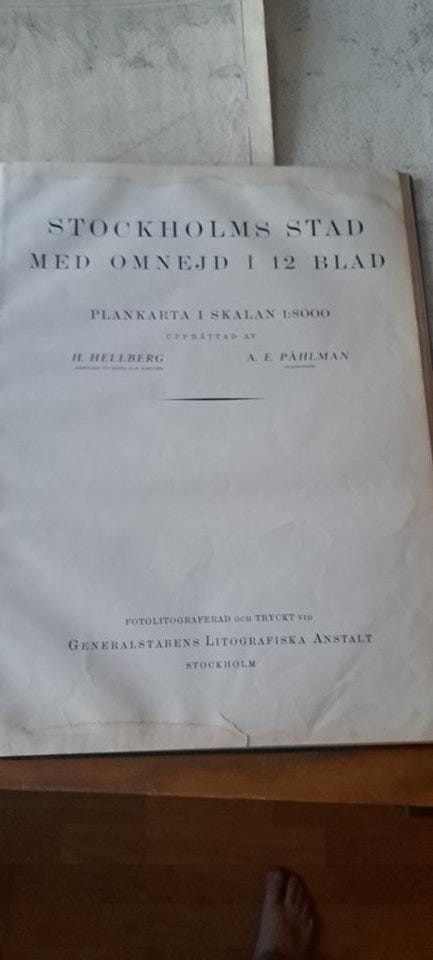 STOCKHOLMS STAD
MED OMNEJD I 12 BLAD
PLANKARTA I SKALAN 1:8000
UPPRÄTTAD AV
H. HELLBERG
A. E. PÅHLMAN
FOTOLITOGRAFERAD OCH TRYCKT VID
GENERALSTABENS LITOGRAFISKA ANSTALT
STOCKHOLM